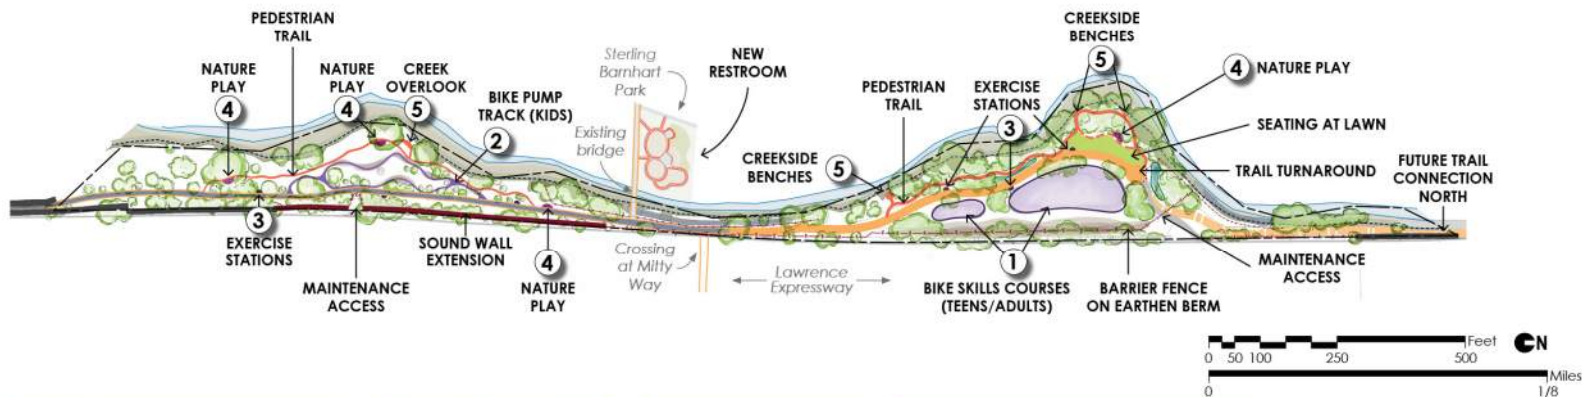 PEDESTRIAN
TRAIL
NATURE
PLAY
4
NATURE
PLAY
4
CREEK
OVERLOOK
5
BIKE PUMP
TRACK (KIDS)
2
Sterling
Barnhart
Park
NEW
RESTROOM
Existing
bridge
CREEKSIDE
BENCHES
5
PEDESTRIAN
TRAIL
EXERCISE
STATIONS
3
CREEKSIDE
BENCHES
5
4 NATURE PLAY
SEATING AT LAWN
TRAIL TURNAROUND
FUTURE TRAIL
CONNECTION
NORTH
3
EXERCISE
STATIONS
MAINTENANCE
ACCESS
SOUND WALL
EXTENSION
4
NATURE
PLAY
Crossing
at Mitty
Way
Lawrence
Expressway
1
BIKE SKILLS COURSES
(TEENS/ADULTS)
BARRIER FENCE
ON EARTHEN BERM
MAINTENANCE
ACCESS
Feet
0 50 100 250 500
N
Miles
0 1/8